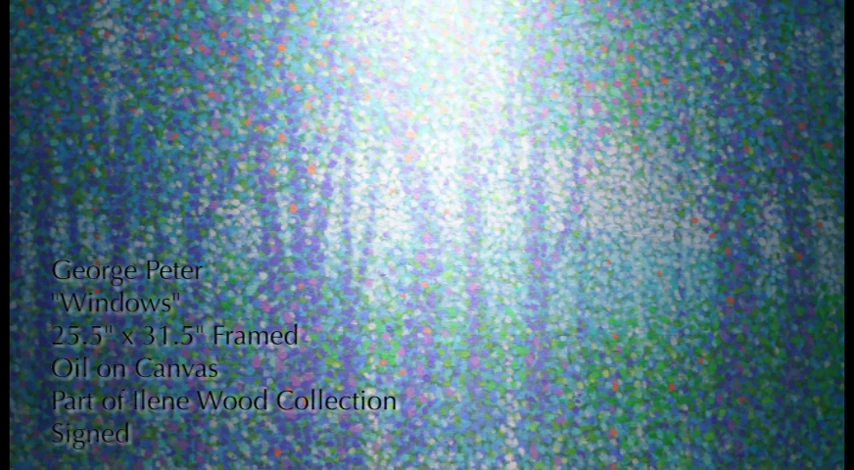 George Peter
"Windows"
25.5" x 31.5" Framed
Oil on Canvas
Part of Ilene Wood Collection
Signed